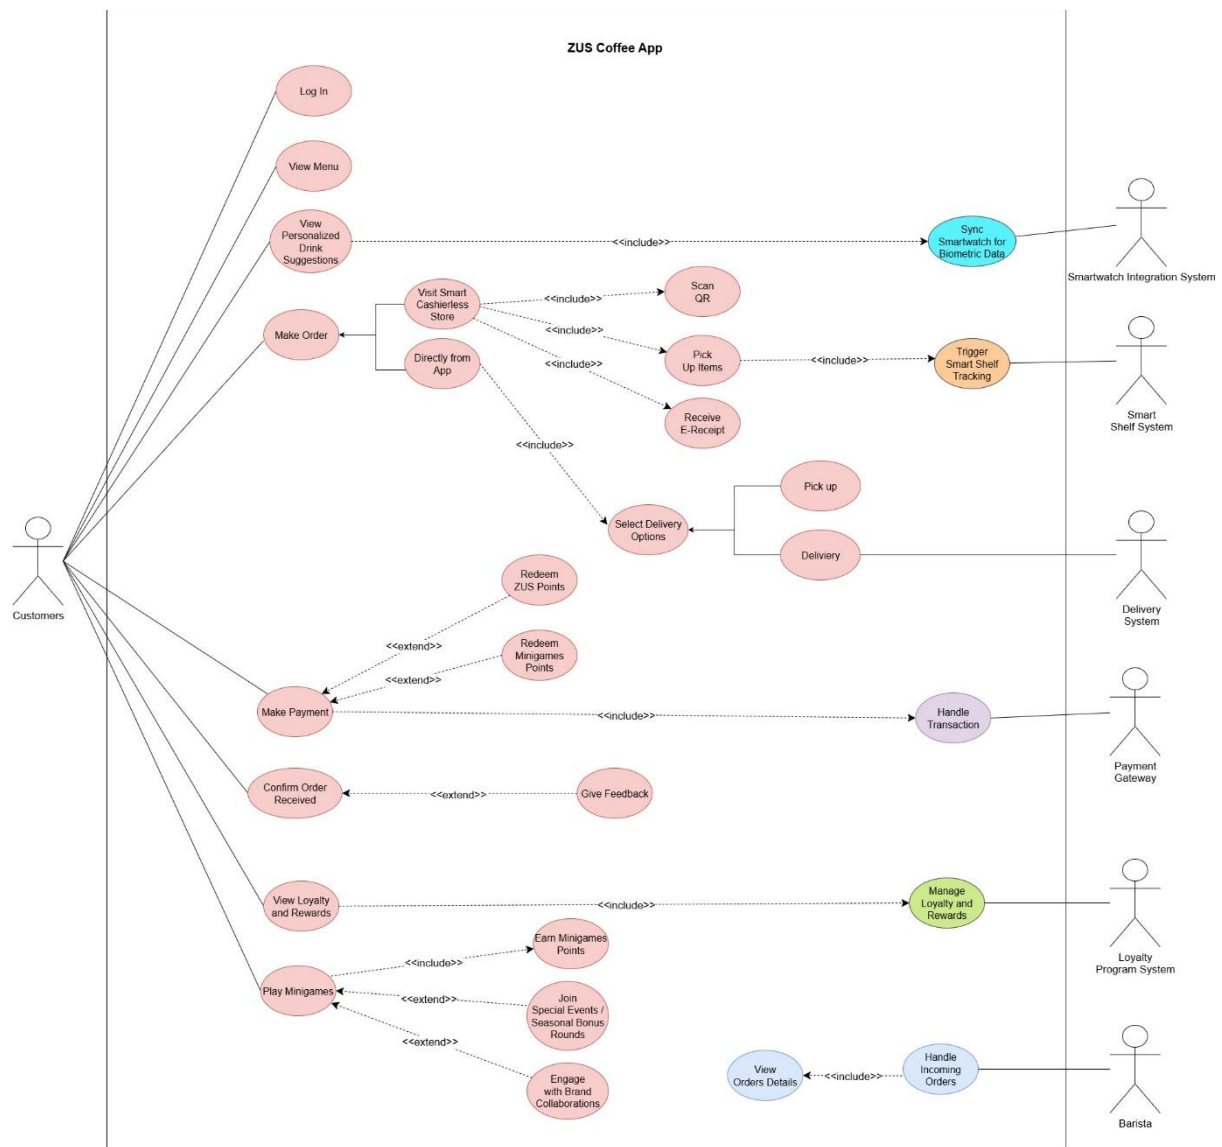 ZUS Coffee App
Log In
View Menu
View
Personalized
Drink
Suggestions
<<include>>
Sync
Smartwatch for
Biometric Data
Smartwatch Integration System
Visit Smart
Cashierless
Store
<<include>>
Scan
QR
Make Order
<<include>>
Directly from
App
<<include>>
Pick
Up Items
<<include>>
Trigger
Smart Shelf
Tracking
Smart
Shelf System
Receive
E-Receipt
<<include>>
Pick up
Select Delivery
Options
Deliviery
Delivery
System
Customers
Redeem
ZUS Points
<<extend>>
Redeem
Minigames
Points
<<extend>>
Make Payment
<<include>>
Handle
Transaction
Payment
Gateway
Confirm Order
Received
<<extend>>
Give Feedback
View Loyalty
and Rewards
<<include>>
Manage
Loyalty and
Rewards
Loyalty
Program System
Earn Minigames
Points
<<include>>
Play Minigames
<<extend>>
Join
Special Events /
Seasonal Bonus
Rounds
<<extend>>
Engage
with Brand
Collaborations
View
Orders Details
<<include>>
Handle
Incoming
Orders
Barista